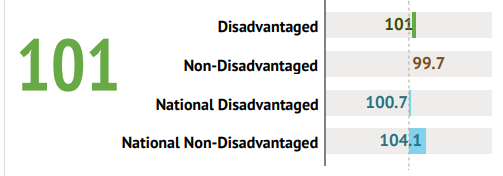 101
Disadvantaged 101
Non-Disadvantaged 99.7
National Disadvantaged 100.7
National Non-Disadvantaged 104.1